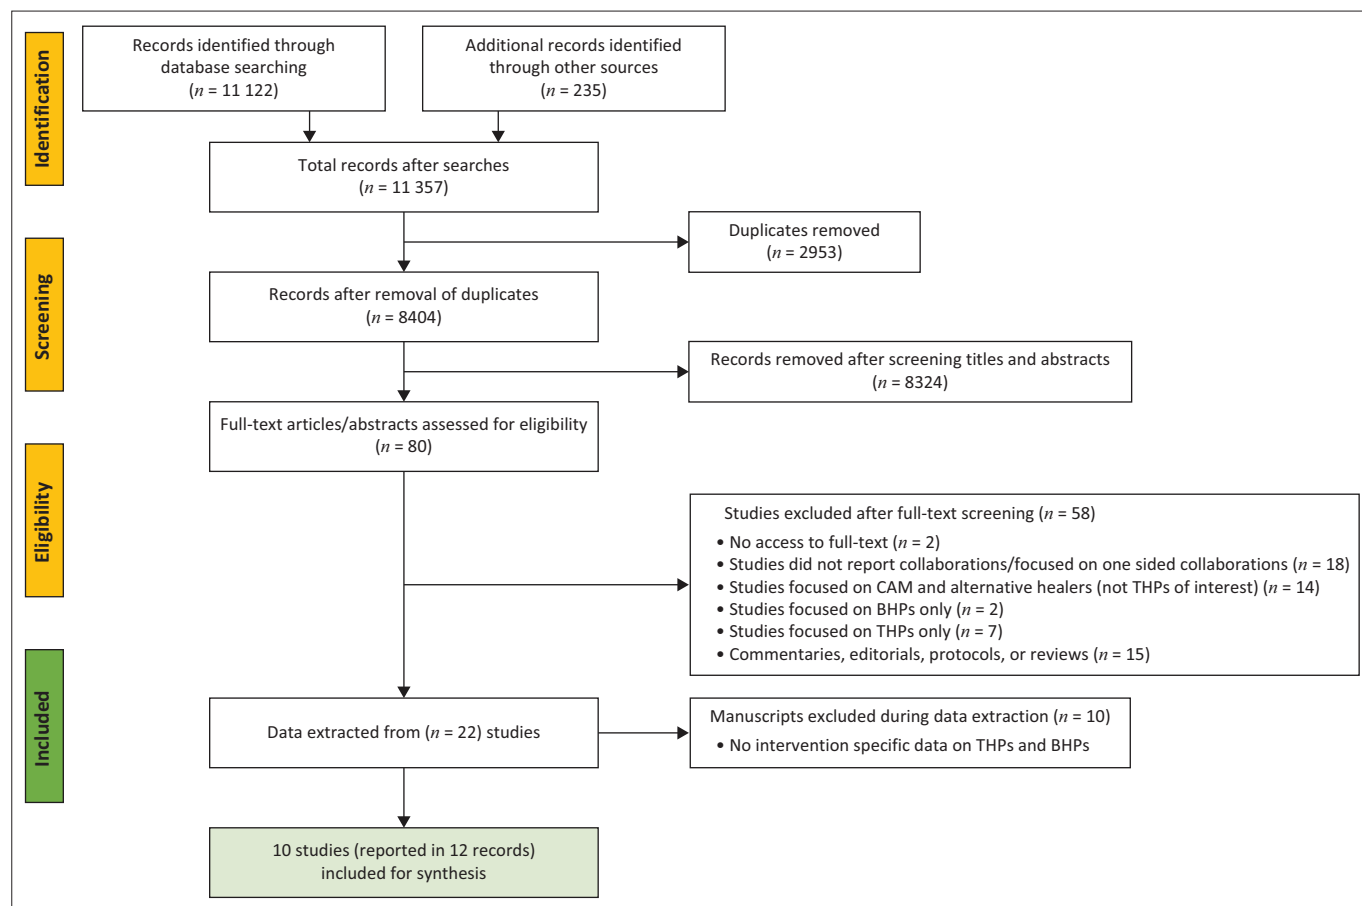 Identification
Records identified through
database searching
(n = 11 122)
Additional records identified
through other sources
(n = 235)
Total records after searches
(n = 11 357)
Screening
Duplicates removed
(n = 2953)
Records after removal of duplicates
(n = 8404)
Records removed after screening titles and abstracts
(n = 8324)
Full-text articles/abstracts assessed for eligibility
(n = 80)
Eligibility
Studies excluded after full-text screening (n = 58)
• No access to full-text (n = 2)
• Studies did not report collaborations/focused on one sided collaborations (n = 18)
• Studies focused on CAM and alternative healers (not THPs of interest) (n = 14)
• Studies focused on BHPs only (n = 2)
• Studies focused on THPs only (n = 7)
• Commentaries, editorials, protocols, or reviews (n = 15)
Included
Data extracted from (n = 22) studies
Manuscripts excluded during data extraction (n = 10)
• No intervention specific data on THPs and BHPs
10 studies (reported in 12 records)
included for synthesis